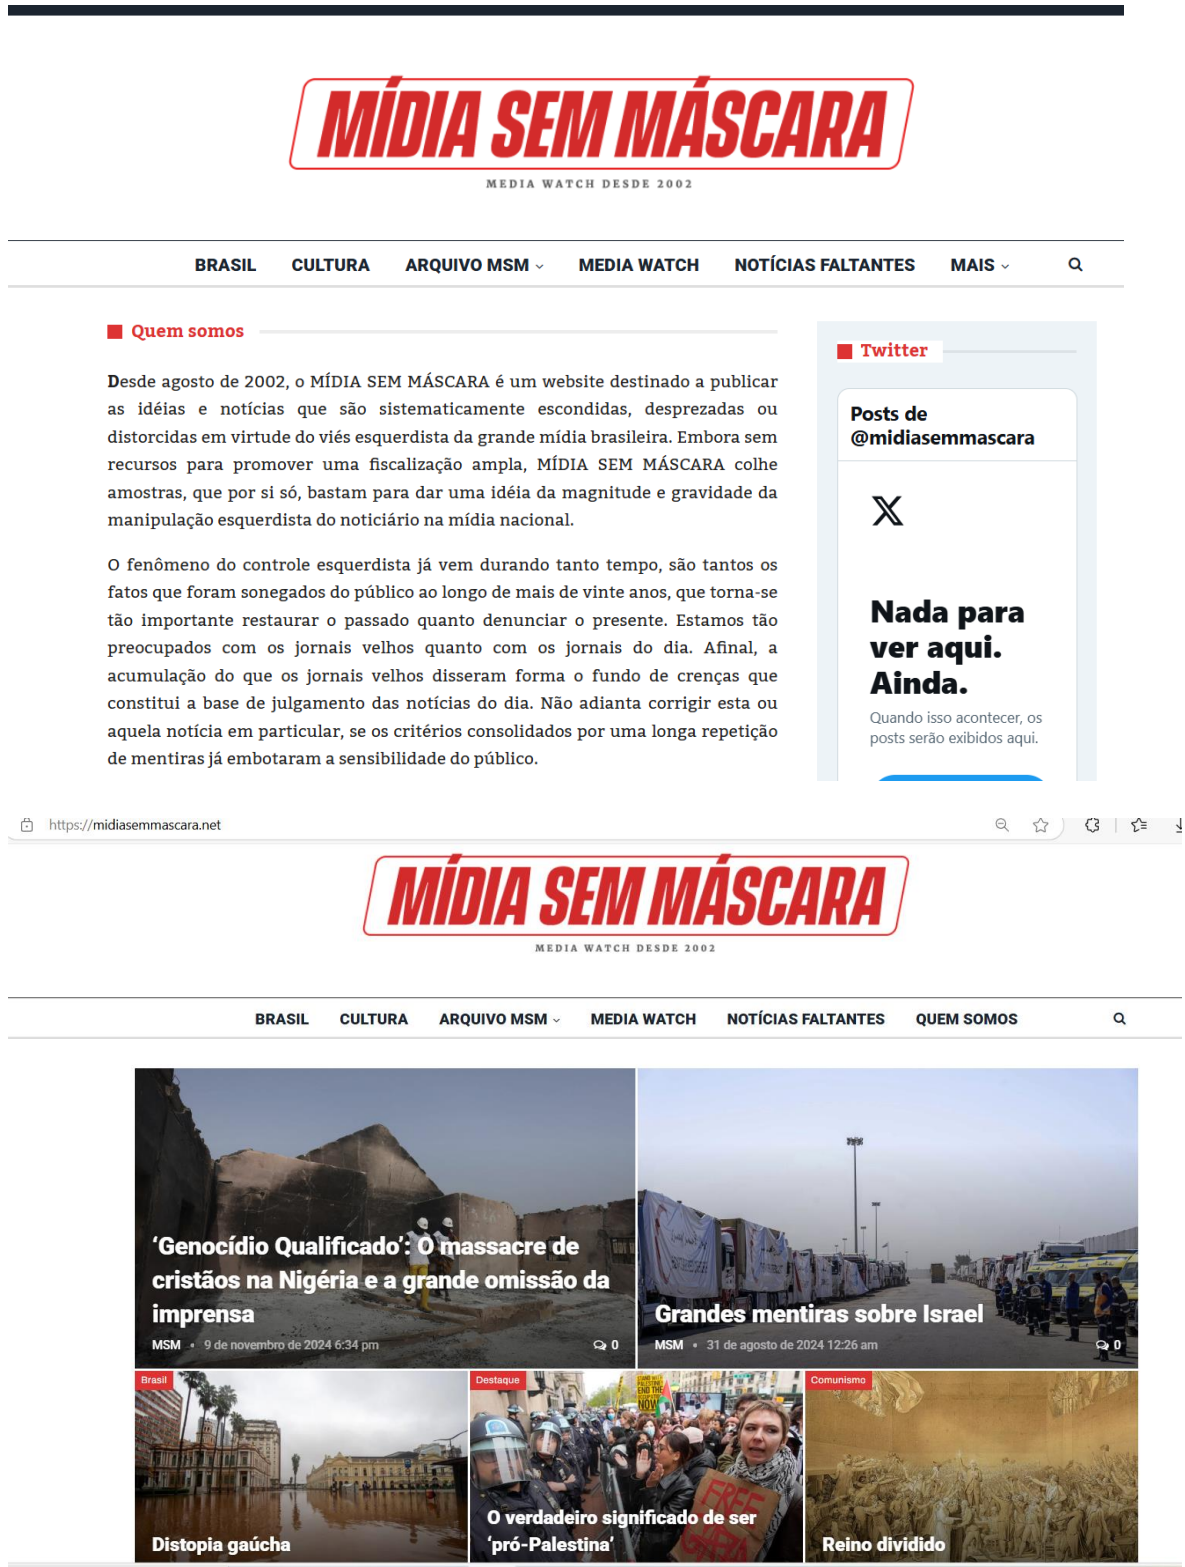 MÍDIA SEM MÁSCARA
MEDIA WATCH DESDE 2002
BRASIL CULTURA ARQUIVO MSM MEDIA WATCH NOTÍCIAS FALTANTES MAIS
Quem somos
Desde agosto de 2002, o MÍDIA SEM MÁSCARA é um website destinado a publicar
as idéias e notícias que são sistematicamente escondidas, desprezadas ou
distorcidas em virtude do viés esquerdista da grande mídia brasileira. Embora sem
recursos para promover uma fiscalização ampla, MÍDIA SEM MÁSCARA colhe
amostras, que por si só, bastam para dar uma idéia da magnitude e gravidade da
manipulação esquerdista do noticiário na mídia nacional.
O fenômeno do controle esquerdista já vem durando tanto tempo, são tantos os
fatos que foram sonegados do público ao longo de mais de vinte anos, que torna-se
tão importante restaurar o passado quanto denunciar o presente. Estamos tão
preocupados com os jornais velhos quanto com os jornais do dia. Afinal, a
acumulação do que os jornais velhos disseram forma o fundo de crenças que
constitui a base de julgamento das notícias do dia. Não adianta corrigir esta ou
aquela notícia em particular, se os critérios consolidados por uma longa repetição
de mentiras já embotaram a sensibilidade do público.
Twitter
Posts de
@midiasemmascara
Nada para
ver aqui.
Ainda.
Quando isso acontecer, os
posts serão exibidos aqui.
https://midiasemmascara.net
MÍDIA SEM MÁSCARA
MEDIA WATCH DESDE 2002
BRASIL CULTURA ARQUIVO MSM MEDIA WATCH NOTÍCIAS FALTANTES QUEM SOMOS
‘Genocídio Qualificado’: O massacre de
cristãos na Nigéria e a grande omissão da
imprensa
MSM • 9 de novembro de 2024 6:34 pm 0
Grandes mentiras sobre Israel
MSM • 31 de agosto de 2024 12:26 am 0
Brasil
Distopia gaúcha
Destaque
END THE
NOW
FREE
GAZA
O verdadeiro significado de ser
‘pró-Palestina’
Comunismo
Reino dividido